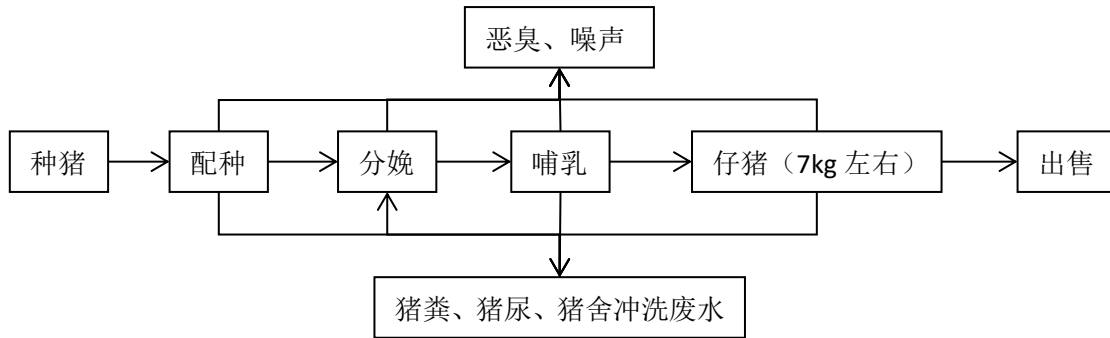 恶臭、噪声
种猪
配种
分娩
哺乳
仔猪（7kg 左右）
出售
猪粪、猪尿、猪舍冲洗废水